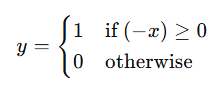 y = { 1 if (−x) ≥ 0
0 otherwise